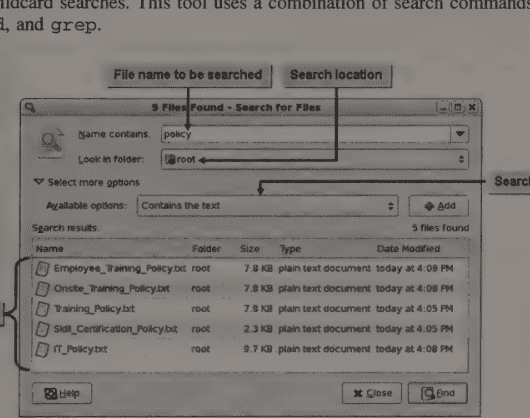 wildcard searches. This tool uses a combination of search commands
and grep.
File name to be searched
Search location
5 Files Found - Search for Files
Name contains: policy
Look in folder: root
Select more options
Search
Available options: Contains the text Add
Search results: 5 files found
Name Folder Size Type Date Modified
Employee_Training_Policy.txt root 7.8 KB plain text document today at 4:09 PM
Onsite_Training_Policy.txt root 7.8 KB plain text document today at 4:08 PM
Training_Policy.txt root 7.8 KB plain text document today at 4:05 PM
Skill_Certification_Policy.txt root 2.3 KB plain text document today at 4:05 PM
IT_Policy.txt root 9.7 KB plain text document today at 4:08 PM
Help Close Find